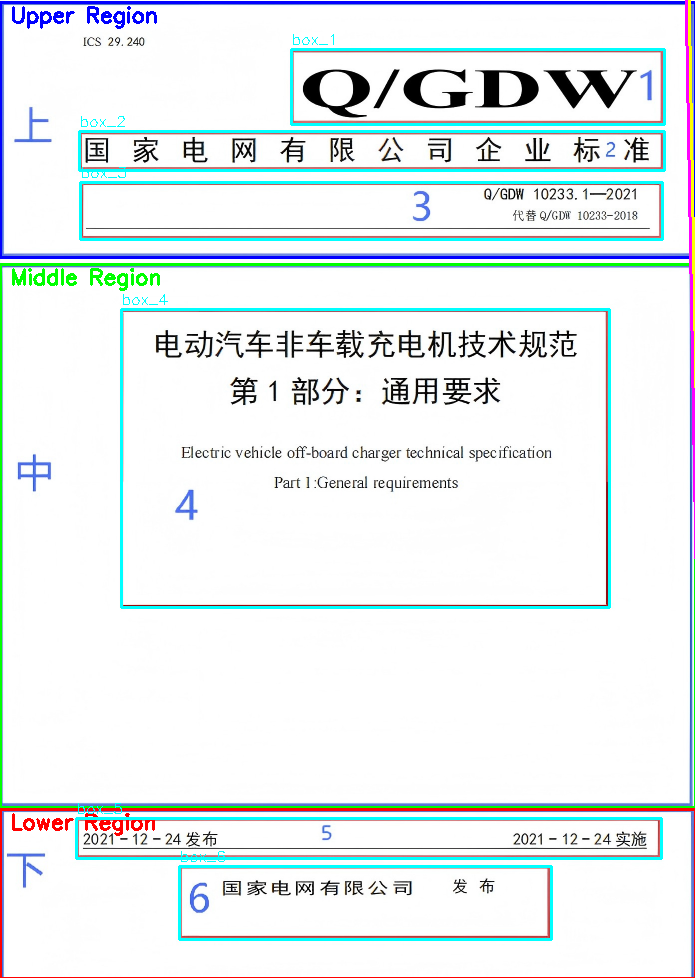 Upper Region
ICS 29.240
box_1
Q/GDW 1
上
box_2
国家电网有限公司企业标2准
box_3
3
Q/GDW 10233.1—2021
代替 Q/GDW 10233-2018
Middle Region
box_4
电动汽车非车载充电机技术规范
第 1 部分：通用要求
Electric vehicle off-board charger technical specification
中
Part 1:General requirements
4
box_5
Lower Region
5
2021－12－24 发布
2021－12－24 实施
下
box_6
6 国家电网有限公司 发 布